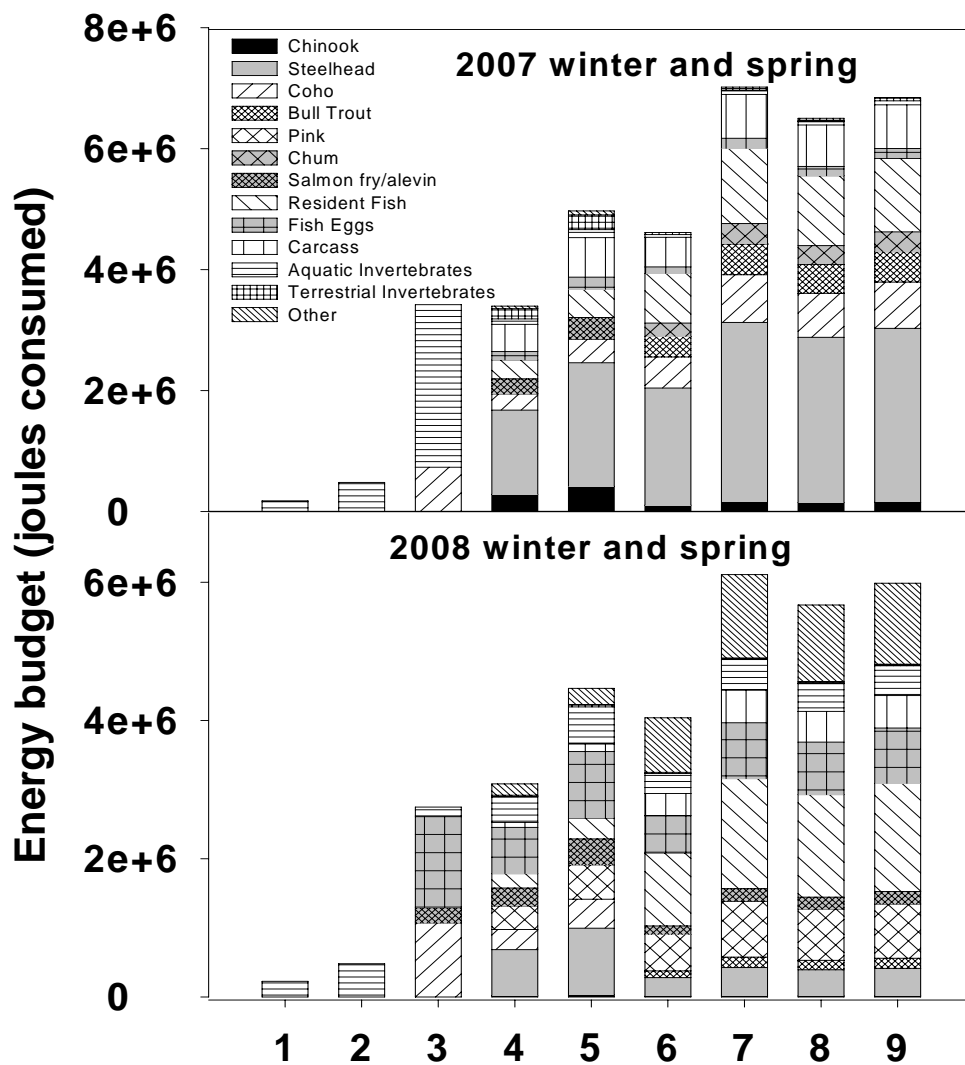 8e+6
2007 winter and spring
Chinook
Steelhead
Coho
Bull Trout
Pink
Chum
Salmon fry/alevin
Resident Fish
Fish Eggs
Carcass
Aquatic Invertebrates
Terrestrial Invertebrates
Other
6e+6
4e+6
2e+6
0
Energy budget (joules consumed)
2008 winter and spring
6e+6
4e+6
2e+6
0
1 2 3 4 5 6 7 8 9